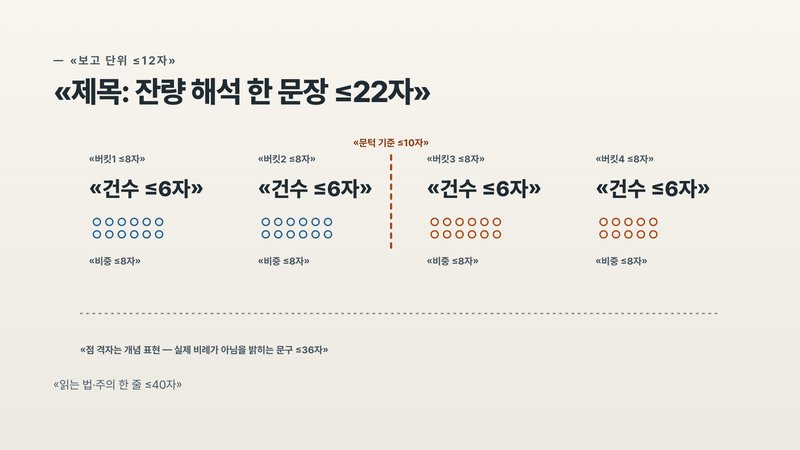 — «보고 단위 ≤12자»
«제목: 잔량 해석 한 문장 ≤22자»
«문턱 기준 ≤10자»
«버킷1 ≤8자» «버킷2 ≤8자» «버킷3 ≤8자» «버킷4 ≤8자»
«건수 ≤6자» «건수 ≤6자» «건수 ≤6자» «건수 ≤6자»
«비중 ≤8자» «비중 ≤8자» «비중 ≤8자» «비중 ≤8자»
«점 격자는 개념 표현 — 실제 비례가 아님을 밝히는 문구 ≤36자»
«읽는 법·주의 한 줄 ≤40자»